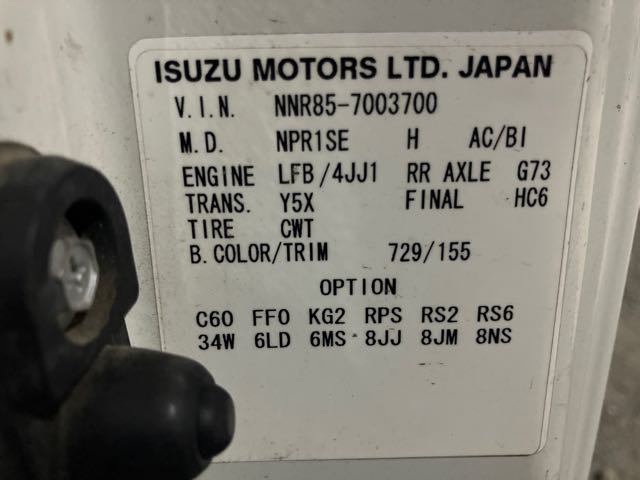 ISUZU MOTORS LTD. JAPAN
V.I.N. NNR85-7003700
M.D. NPR1SE H AC/BI
ENGINE LFB/4JJ1 RR AXLE G73
TRANS. Y5X FINAL HC6
TIRE CWT
B.COLOR/TRIM 729/155
OPTION
C60 FF0 KG2 RPS RS2 RS6
34W 6LD 6MS 8JJ 8JM 8NS